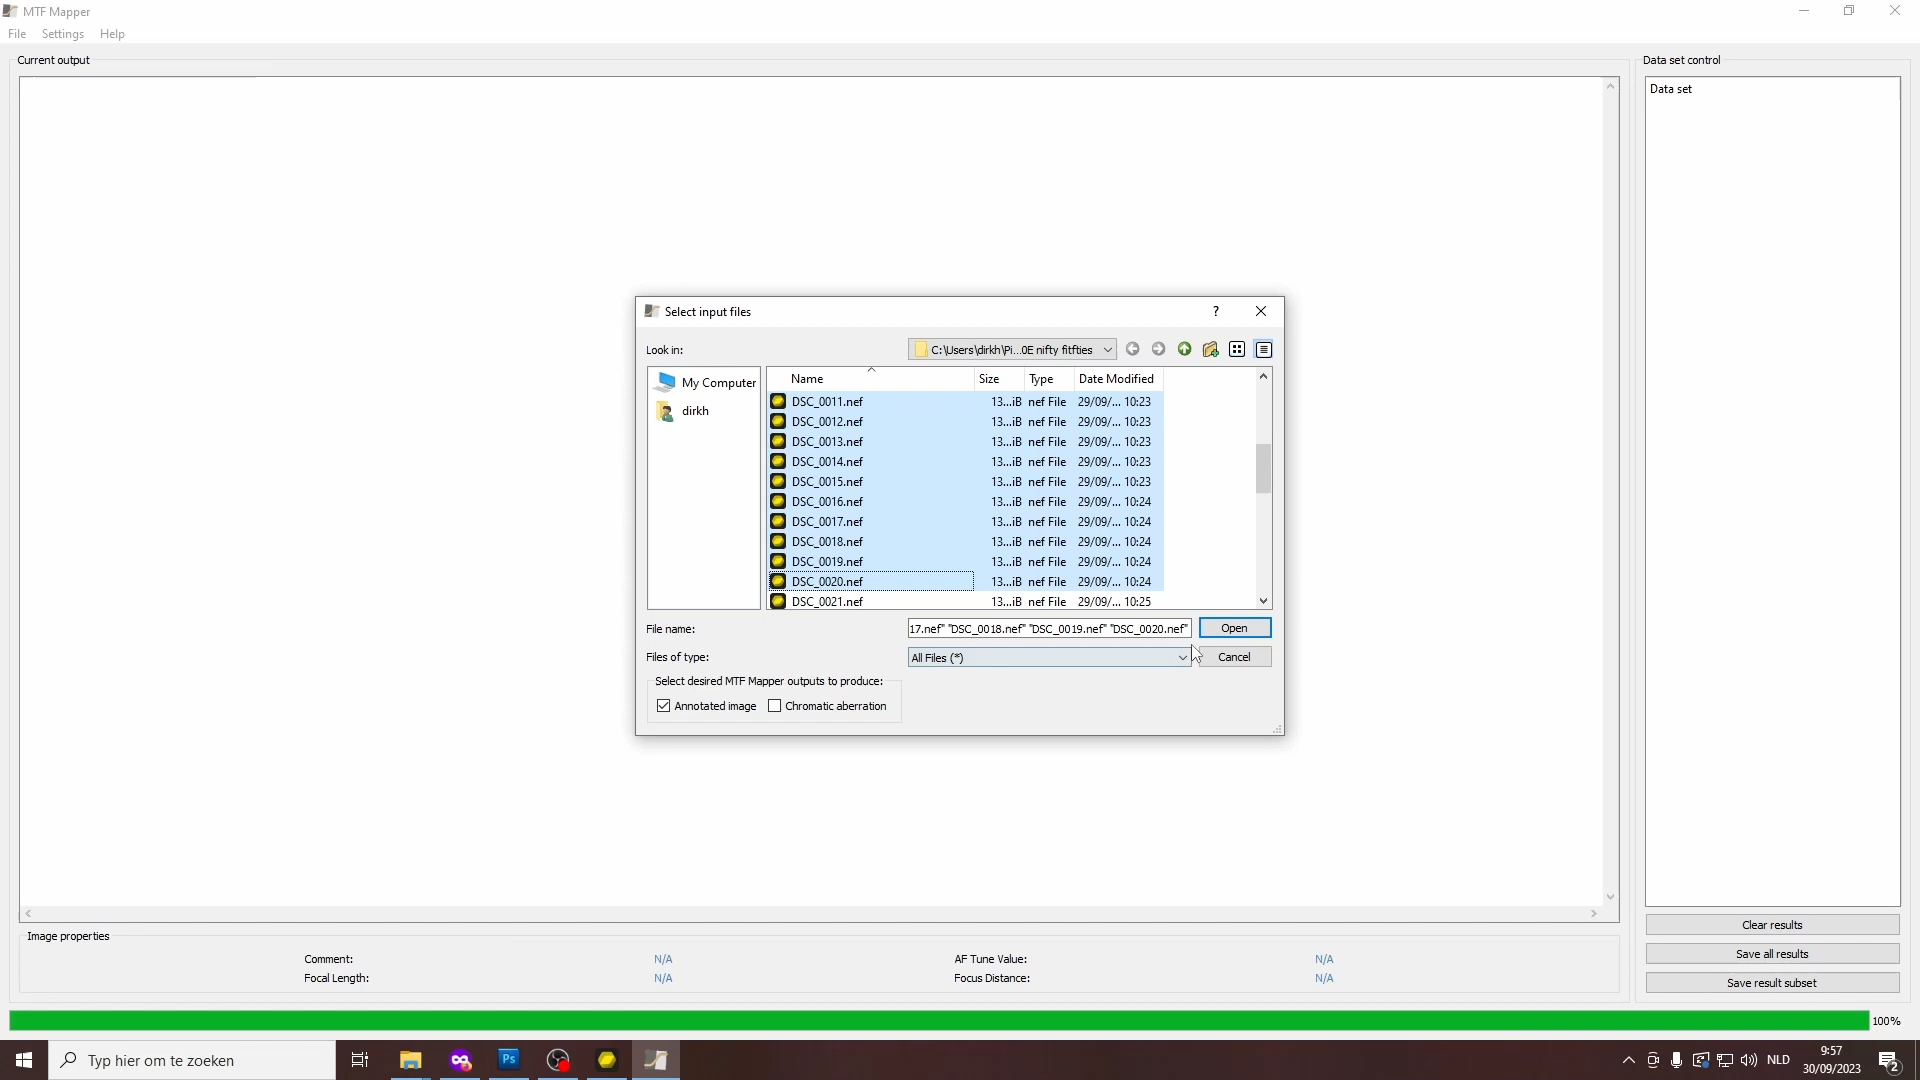 MTF Mapper
File Settings Help
Current output
Data set control
Data set
Select input files
?
Look in:
C:\Users\dirkh\Pi...0E nifty fitfties
My Computer
dirkh
Name Size Type Date Modified
DSC_0011.nef 13...iB nef File 29/09/... 10:23
DSC_0012.nef 13...iB nef File 29/09/... 10:23
DSC_0013.nef 13...iB nef File 29/09/... 10:23
DSC_0014.nef 13...iB nef File 29/09/... 10:23
DSC_0015.nef 13...iB nef File 29/09/... 10:23
DSC_0016.nef 13...iB nef File 29/09/... 10:24
DSC_0017.nef 13...iB nef File 29/09/... 10:24
DSC_0018.nef 13...iB nef File 29/09/... 10:24
DSC_0019.nef 13...iB nef File 29/09/... 10:24
DSC_0020.nef 13...iB nef File 29/09/... 10:24
DSC_0021.nef 13...iB nef File 29/09/... 10:25
File name: 17.nef" "DSC_0018.nef" "DSC_0019.nef" "DSC_0020.nef" Open
Files of type: All Files (*) Cancel
Select desired MTF Mapper outputs to produce:
Annotated image Chromatic aberration
Clear results
Save all results
Save result subset
Image properties
Comment: N/A AF Tune Value: N/A
Focal Length: N/A Focus Distance: N/A
100%
Typ hier om te zoeken
Ps
NLD
9:57
30/09/2023
2